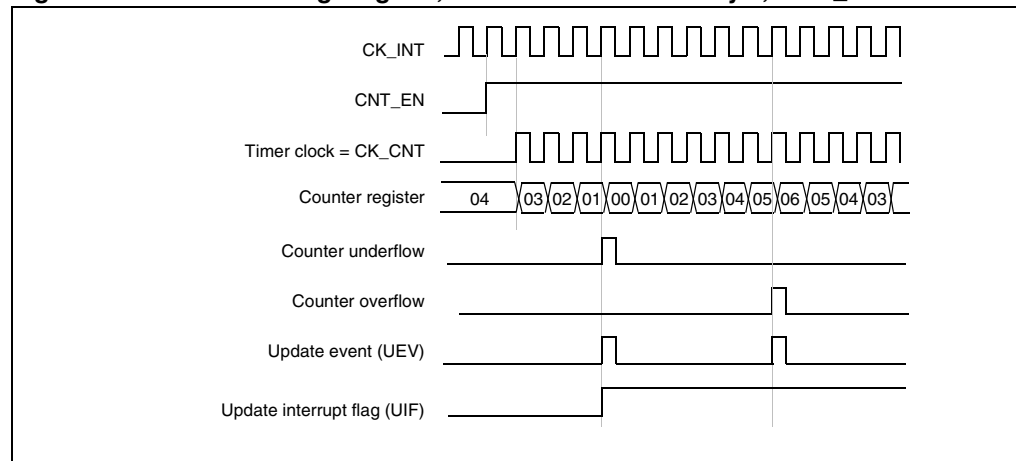 CK_INT
CNT_EN
Timer clock = CK_CNT
Counter register 04 03 02 01 00 01 02 03 04 05 06 05 04 03
Counter underflow
Counter overflow
Update event (UEV)
Update interrupt flag (UIF)